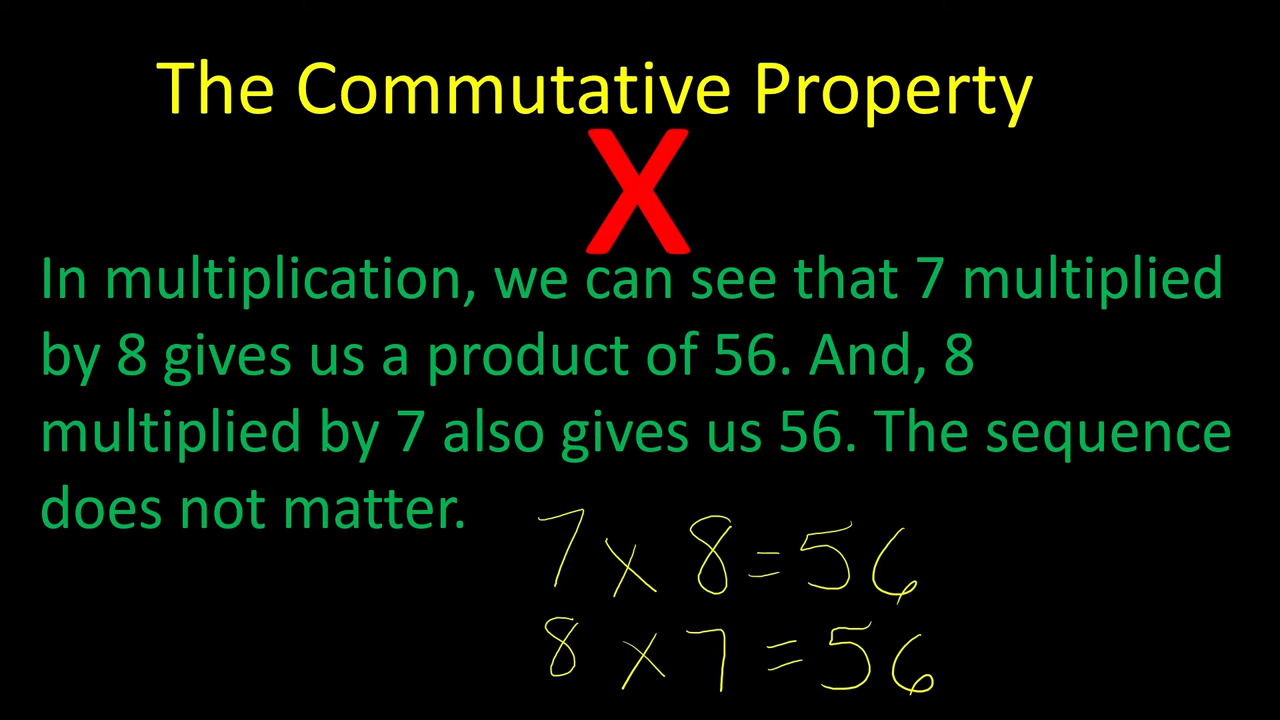 The Commutative Property
X
In multiplication, we can see that 7 multiplied
by 8 gives us a product of 56. And, 8
multiplied by 7 also gives us 56. The sequence
does not matter.
7 x 8 = 56
8 x 7 = 56